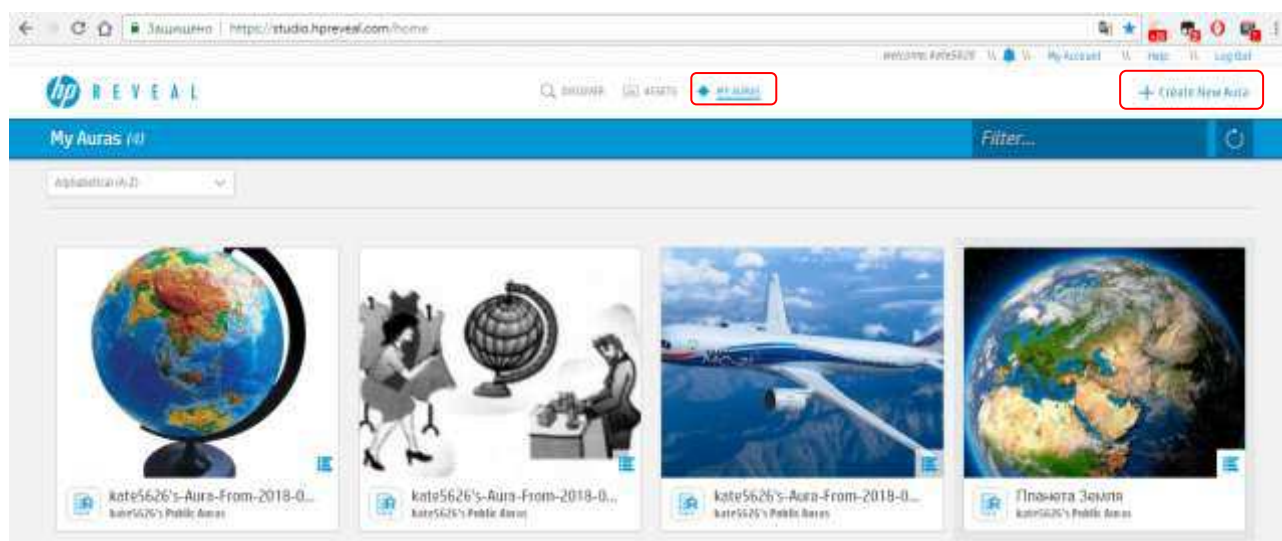 Защищено | https://studio.hpreveal.com/home
welcome kate5626 \\ \\ My Account \\ Help \\ Log Out
hp REVEAL
DISCOVER ASSETS MY AURAS
+ Create New Aura
My Auras (4)
Filter...
Alphabetical (A-Z)
kate5626's-Aura-From-2018-0...
kate5626's Public Auras
kate5626's-Aura-From-2018-0...
kate5626's Public Auras
kate5626's-Aura-From-2018-0...
kate5626's Public Auras
Планета Земля
kate5626's Public Auras